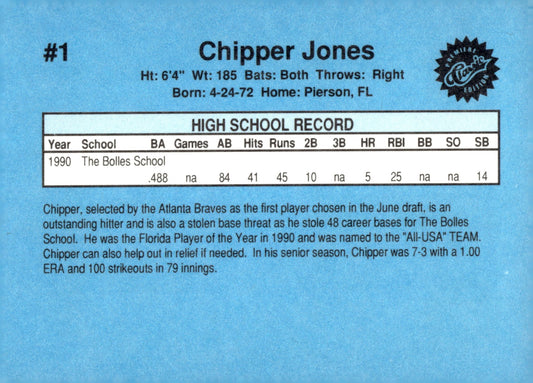 #1
Chipper Jones
PREMIERE Classic EDITION
Ht: 6'4" Wt: 185 Bats: Both Throws: Right
Born: 4-24-72 Home: Pierson, FL
HIGH SCHOOL RECORD
Year School BA Games AB Hits Runs 2B 3B HR RBI BB SO SB
1990 The Bolles School
.488 na 84 41 45 10 na 5 25 na na 14
Chipper, selected by the Atlanta Braves as the first player chosen in the June draft, is an
outstanding hitter and is also a stolen base threat as he stole 48 career bases for The Bolles
School. He was the Florida Player of the Year in 1990 and was named to the "All-USA" TEAM.
Chipper can also help out in relief if needed. In his senior season, Chipper was 7-3 with a 1.00
ERA and 100 strikeouts in 79 innings.